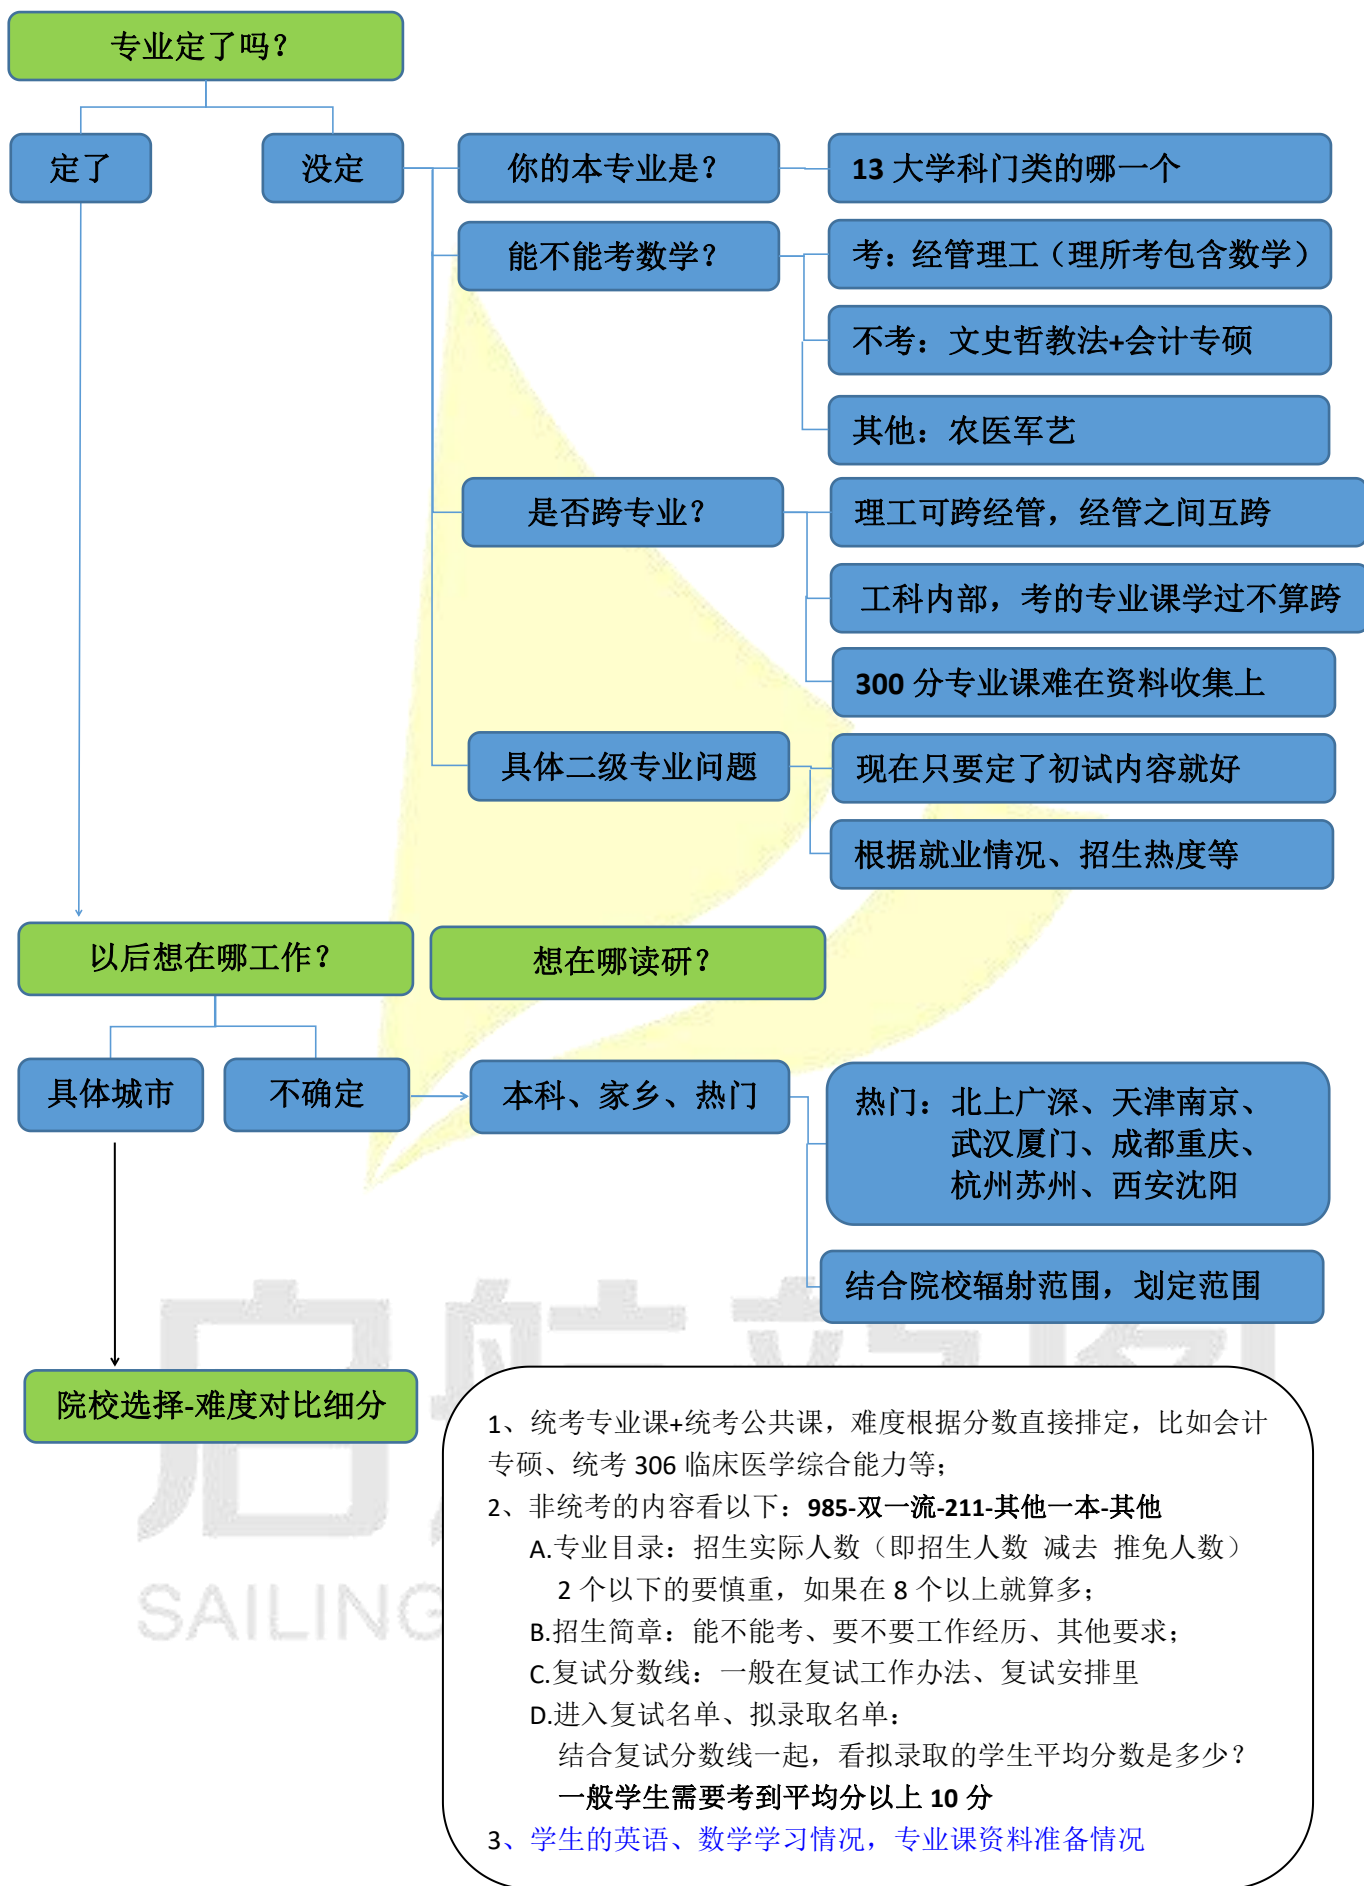 专业定了吗？
定了
没定
你的本专业是？
13 大学科门类的哪一个
能不能考数学？
考：经管理工（理所考包含数学）
不考：文史哲教法+会计专硕
其他：农医军艺
是否跨专业？
理工可跨经管，经管之间互跨
工科内部，考的专业课学过不算跨
300 分专业课难在资料收集上
具体二级专业问题
现在只要定了初试内容就好
根据就业情况、招生热度等
以后想在哪工作？
想在哪读研？
具体城市
不确定
本科、家乡、热门
热门：北上广深、天津南京、
武汉厦门、成都重庆、
杭州苏州、西安沈阳
结合院校辐射范围，划定范围
院校选择-难度对比细分
1、统考专业课+统考公共课，难度根据分数直接排定，比如会计
专硕、统考 306 临床医学综合能力等；
2、非统考的内容看以下：985-双一流-211-其他一本-其他
A.专业目录：招生实际人数（即招生人数 减去 推免人数）
2 个以下的要慎重，如果在 8 个以上就算多；
B.招生简章：能不能考、要不要工作经历、其他要求；
C.复试分数线：一般在复试工作办法、复试安排里
D.进入复试名单、拟录取名单：
结合复试分数线一起，看拟录取的学生平均分数是多少？
一般学生需要考到平均分以上 10 分
3、学生的英语、数学学习情况，专业课资料准备情况
启航
SAILING